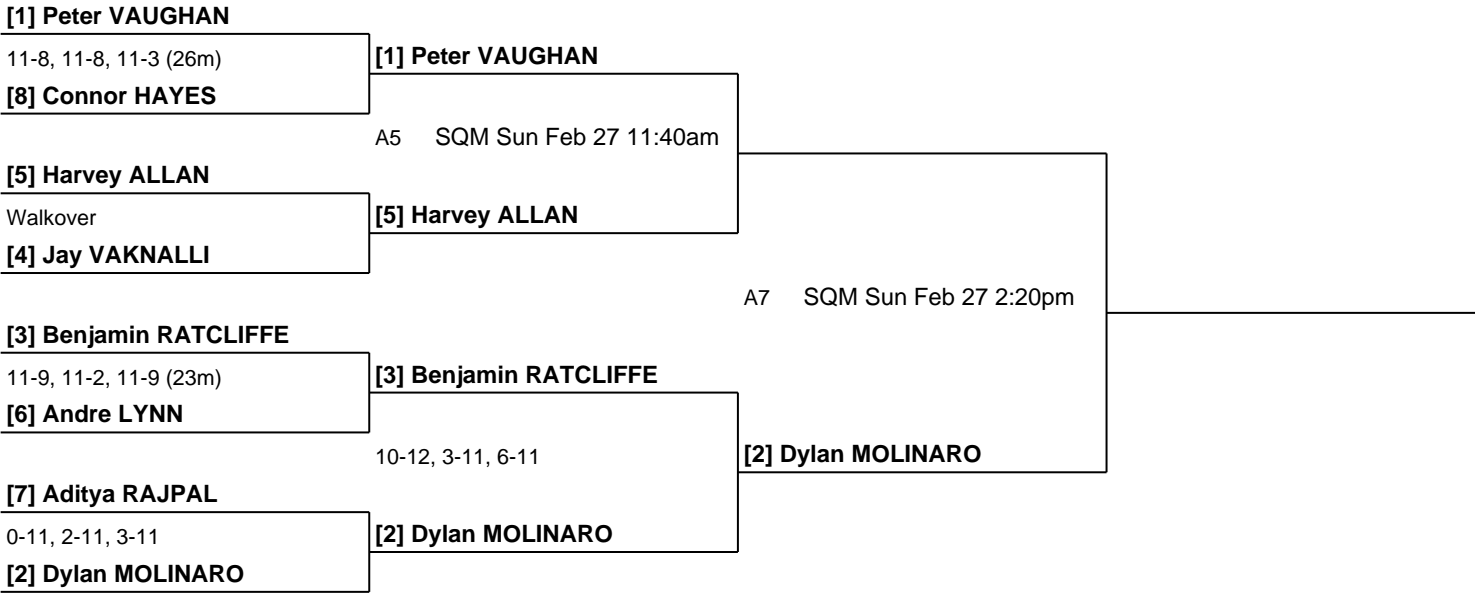 [1] Peter VAUGHAN
11-8, 11-8, 11-3 (26m)
[8] Connor HAYES
[1] Peter VAUGHAN
A5 SQM Sun Feb 27 11:40am
[5] Harvey ALLAN
Walkover
[4] Jay VAKNALLI
[5] Harvey ALLAN
A7 SQM Sun Feb 27 2:20pm
[3] Benjamin RATCLIFFE
11-9, 11-2, 11-9 (23m)
[6] Andre LYNN
[3] Benjamin RATCLIFFE
10-12, 3-11, 6-11
[2] Dylan MOLINARO
[7] Aditya RAJPAL
0-11, 2-11, 3-11
[2] Dylan MOLINARO
[2] Dylan MOLINARO